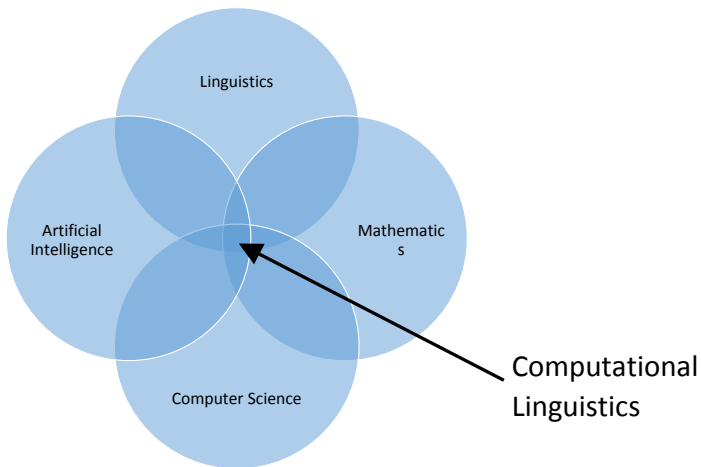 Linguistics
Artificial
Intelligence
Mathematic
s
Computer Science
Computational
Linguistics